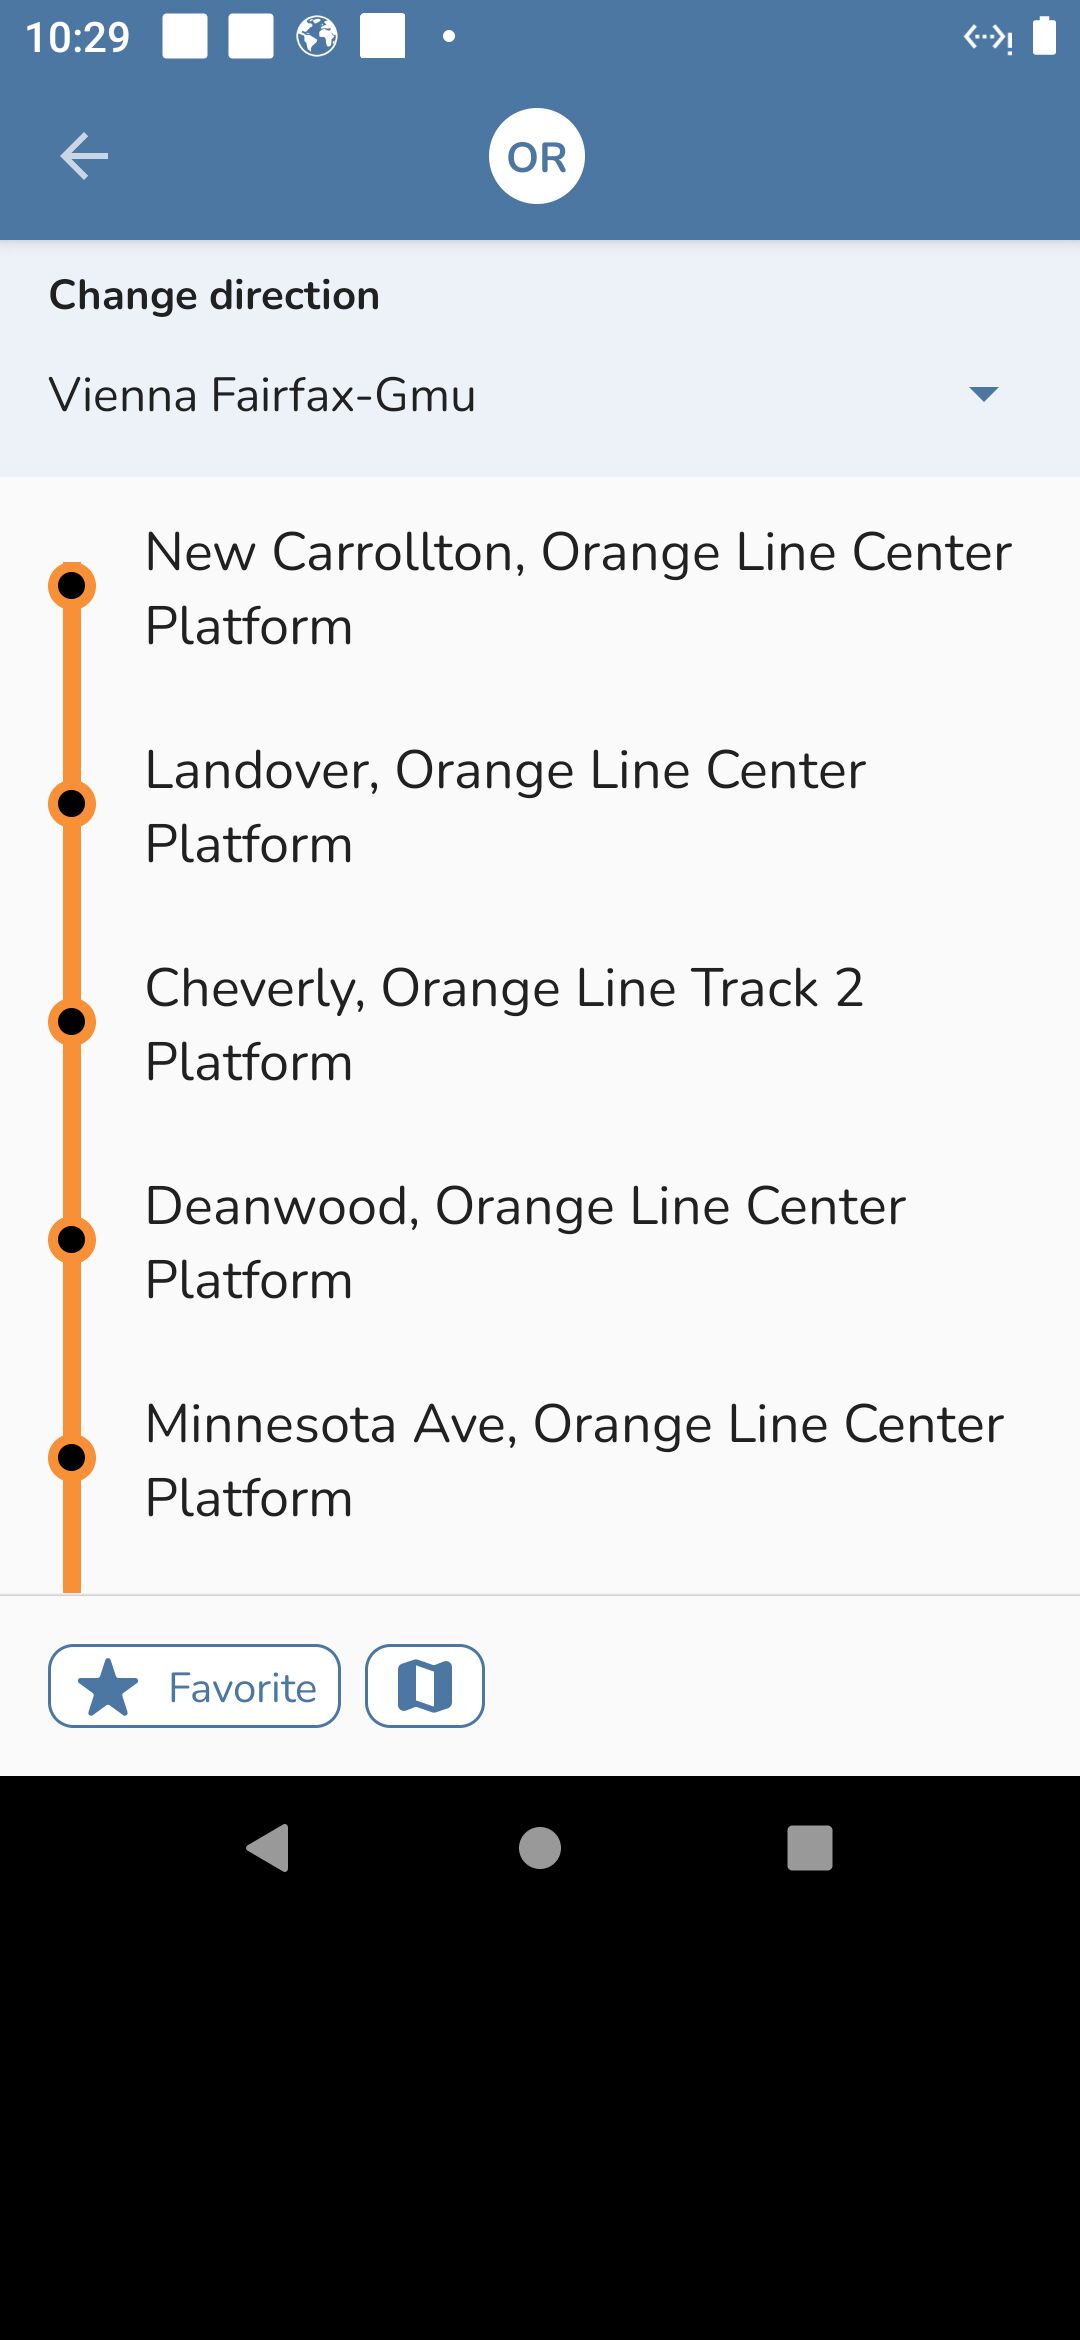 10:29
OR
Change direction
Vienna Fairfax-Gmu
New Carrollton, Orange Line Center
Platform
Landover, Orange Line Center
Platform
Cheverly, Orange Line Track 2
Platform
Deanwood, Orange Line Center
Platform
Minnesota Ave, Orange Line Center
Platform
Favorite